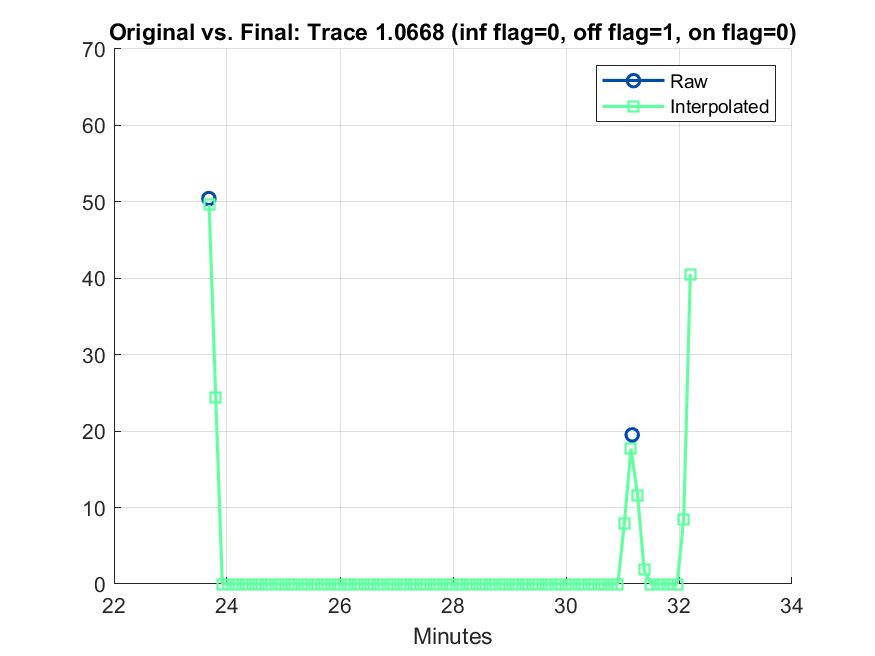 Original vs. Final: Trace 1.0668 (inf flag=0, off flag=1, on flag=0)
70
60
50
40
30
20
10
0
Raw
Interpolated
22 24 26 28 30 32 34
Minutes